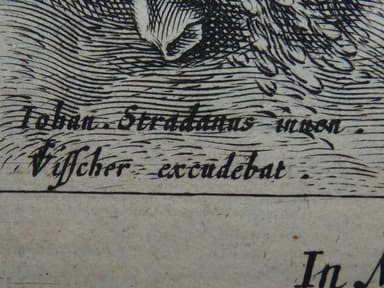 Iohan. Stradanus inuen.
Visscher excudebat.
In